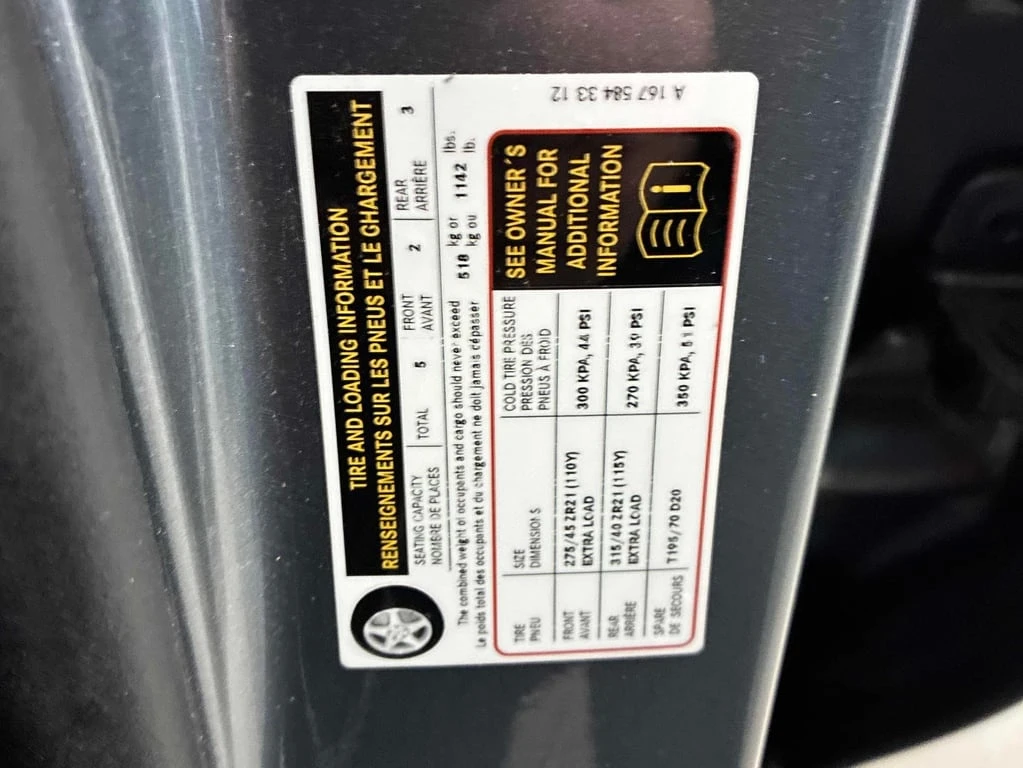 TIRE AND LOADING INFORMATION
RENSEIGNEMENTS SUR LES PNEUS ET LE CHARGEMENT
SEATING CAPACITY TOTAL 5 FRONT 2 REAR 3
NOMBRE DE PLACES AVANT ARRIÈRE
The combined weight of occupants and cargo should never exceed 518 kg or 1142 lbs.
Le poids total des occupants et du chargement ne doit jamais dépasser kg ou lb.
TIRE SIZE COLD TIRE PRESSURE
PNEU DIMENSIONS PRESSION DES
PNEUS À FROID
FRONT 275/45 ZR21 (110Y) 300 KPA, 44 PSI
AVANT EXTRA LOAD
REAR 315/40 ZR21 (115Y) 270 KPA, 39 PSI
ARRIÈRE EXTRA LOAD
SPARE T195/70 D20 350 KPA, 51 PSI
DE SECOURS
SEE OWNER'S
MANUAL FOR
ADDITIONAL
INFORMATION
A 167 584 33 12